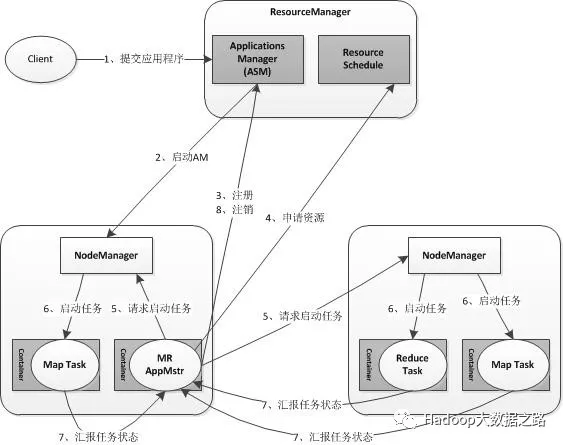 ResourceManager
Client
1、提交应用程序
Applications
Manager
(ASM)
Resource
Schedule
2、启动AM
3、注册
8、注销
4、申请资源
NodeManager
NodeManager
6、启动任务
5、请求启动任务
5、请求启动任务
6、启动任务
6、启动任务
Container
Map Task
Container
MR
AppMstr
Container
Reduce
Task
Container
Map Task
7、汇报任务状态
7、汇报任务状态
7、汇报任务状态
Hadoop大数据之路